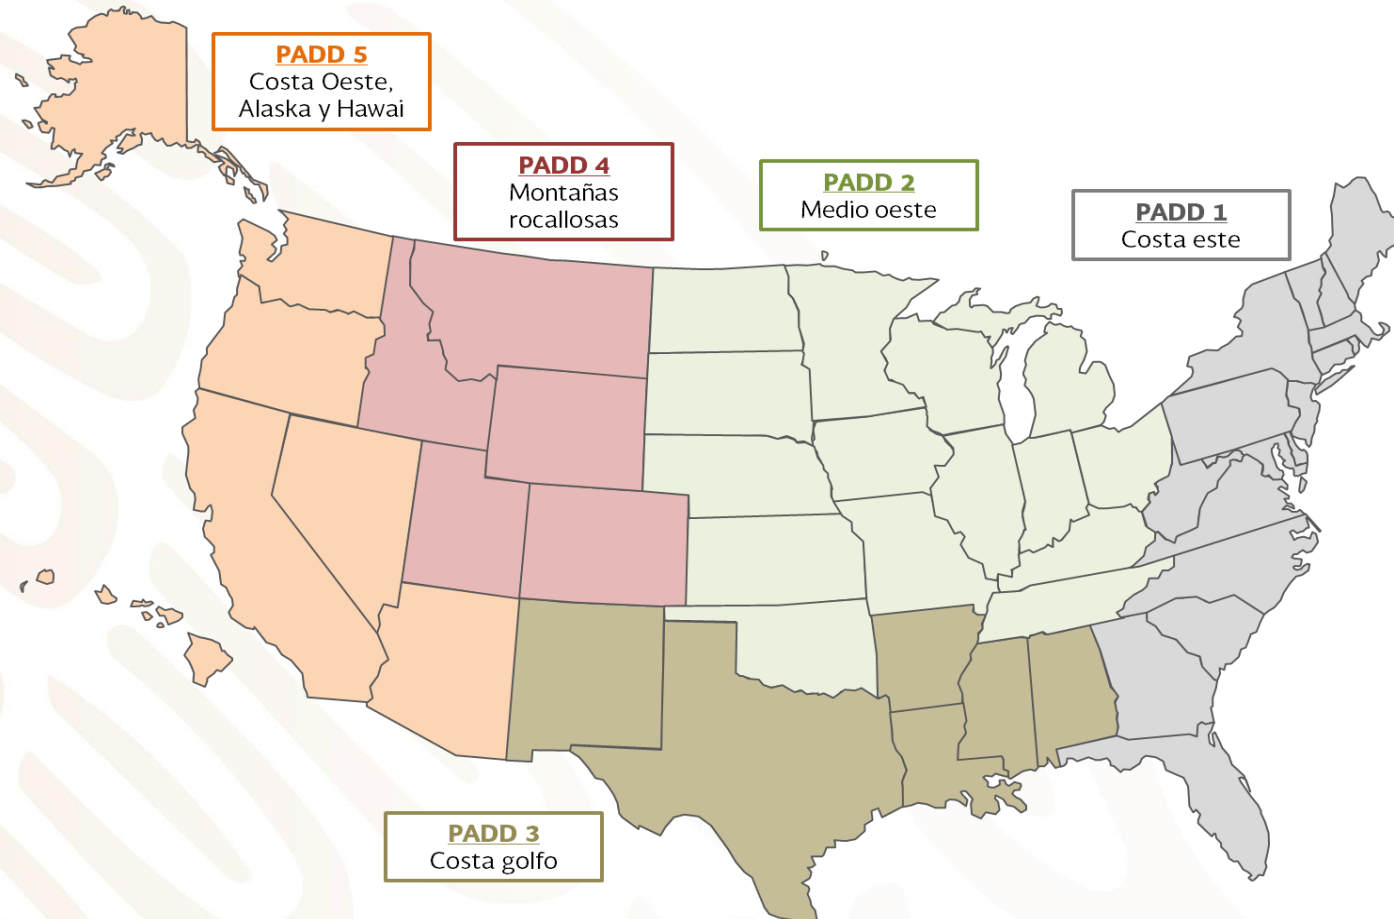 PADD 5
Costa Oeste,
Alaska y Hawai
PADD 4
Montañas
rocallosas
PADD 2
Medio oeste
PADD 1
Costa este
PADD 3
Costa golfo